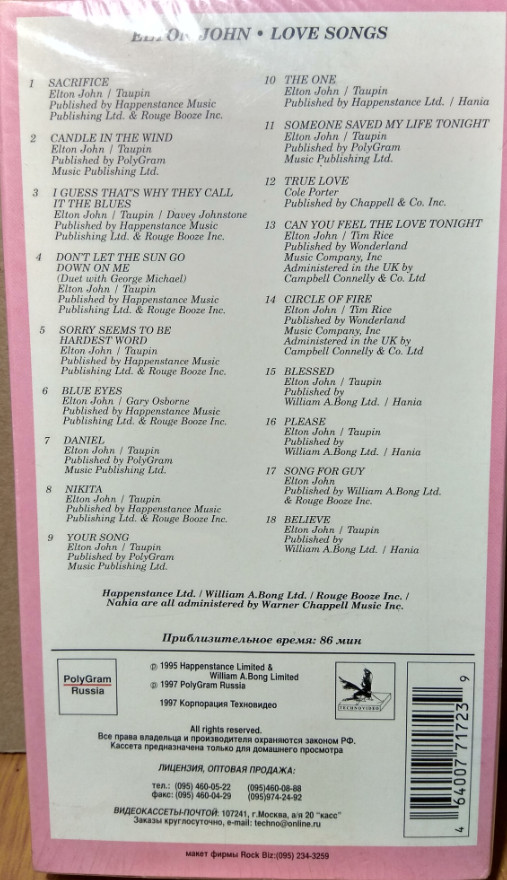 ELTON JOHN • LOVE SONGS
1 SACRIFICE
Elton John / Taupin
Published by Happenstance Music
Publishing Ltd. & Rouge Booze Inc.
2 CANDLE IN THE WIND
Elton John / Taupin
Published by PolyGram
Music Publishing Ltd.
3 I GUESS THAT'S WHY THEY CALL
IT THE BLUES
Elton John / Taupin / Davey Johnstone
Published by Happenstance Music
Publishing Ltd. & Rouge Booze Inc.
4 DON'T LET THE SUN GO
DOWN ON ME
(Duet with George Michael)
Elton John / Taupin
Published by Happenstance Music
Publishing Ltd. & Rouge Booze Inc.
5 SORRY SEEMS TO BE
HARDEST WORD
Elton John / Taupin
Published by Happenstance Music
Publishing Ltd. & Rouge Booze Inc.
6 BLUE EYES
Elton John / Gary Osborne
Published by Happenstance Music
Publishing Ltd. & Rouge Booze Inc.
7 DANIEL
Elton John / Taupin
Published by PolyGram
Music Publishing Ltd.
8 NIKITA
Elton John / Taupin
Published by Happenstance Music
Publishing Ltd. & Rouge Booze Inc.
9 YOUR SONG
Elton John / Taupin
Published by PolyGram
Music Publishing Ltd.
10 THE ONE
Elton John / Taupin
Published by Happenstance Ltd. / Hania
11 SOMEONE SAVED MY LIFE TONIGHT
Elton John / Taupin
Published by PolyGram
Music Publishing Ltd.
12 TRUE LOVE
Cole Porter
Published by Chappell & Co. Inc.
13 CAN YOU FEEL THE LOVE TONIGHT
Elton John / Tim Rice
Published by Wonderland
Music Company, Inc
Administered in the UK by
Campbell Connelly & Co. Ltd
14 CIRCLE OF FIRE
Elton John / Tim Rice
Published by Wonderland
Music Company, Inc
Administered in the UK by
Campbell Connelly & Co. Ltd
15 BLESSED
Elton John / Taupin
Published by
William A.Bong Ltd. / Hania
16 PLEASE
Elton John / Taupin
Published by
William A.Bong Ltd. / Hania
17 SONG FOR GUY
Elton John
Published by William A.Bong Ltd.
& Rouge Booze Inc.
18 BELIEVE
Elton John / Taupin
Published by
William A.Bong Ltd. / Hania
Happenstance Ltd. / William A.Bong Ltd. / Rouge Booze Inc. /
Nahia are all administered by Warner Chappell Music Inc.
Приблизительное время: 86 мин
PolyGram
Russia
℗ 1995 Happenstance Limited &
William A.Bong Limited
℗ 1997 PolyGram Russia
1997 Корпорация Техновидео
TECHNOVIDEO
4 64007 71723 9
All rights reserved.
Все права владельца и производителя охраняются законом РФ.
Кассета предназначена только для домашнего просмотра
ЛИЦЕНЗИЯ, ОПТОВАЯ ПРОДАЖА:
тел.: (095) 460-05-22 (095)460-08-88
факс: (095) 460-04-29 (095)974-24-92
ВИДЕОКАССЕТЫ-ПОЧТОЙ: 107241, г.Москва, а/я 20 "касс"
Заказы круглосуточно, e-mail: techno@online.ru
макет фирмы Rock Biz:(095) 234-3259